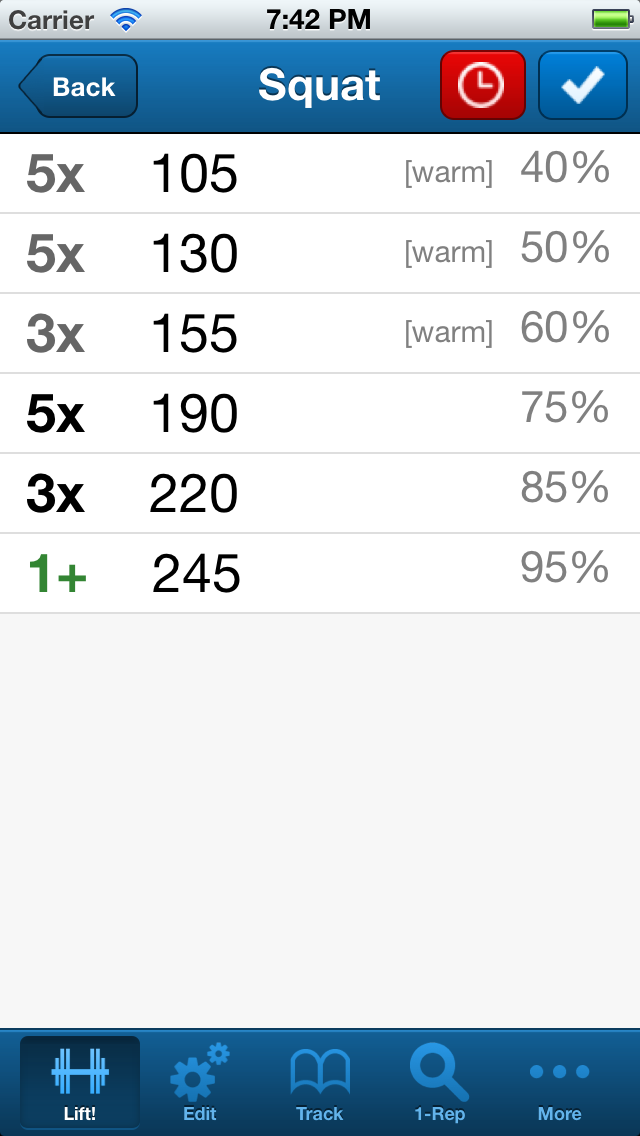 Carrier 7:42 PM
Back Squat
5x 105 [warm] 40%
5x 130 [warm] 50%
3x 155 [warm] 60%
5x 190 75%
3x 220 85%
1+ 245 95%
Lift! Edit Track 1-Rep More